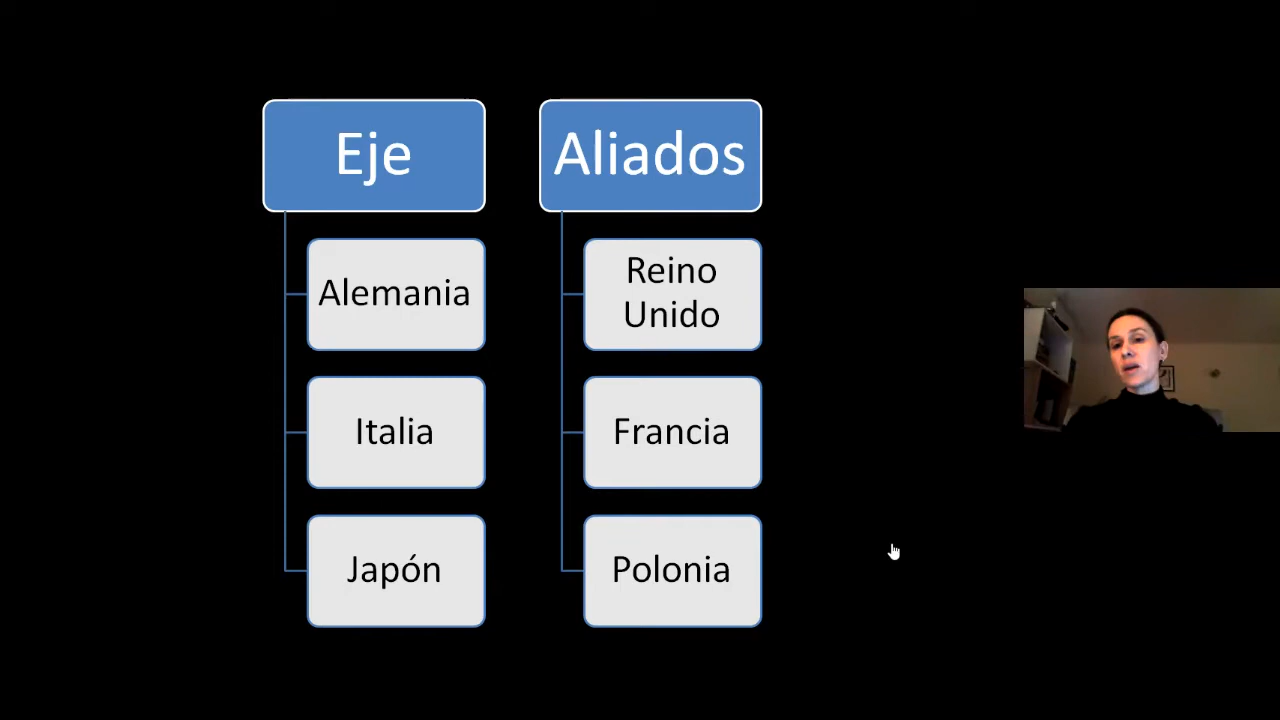 Eje
Alemania
Italia
Japón
Aliados
Reino
Unido
Francia
Polonia